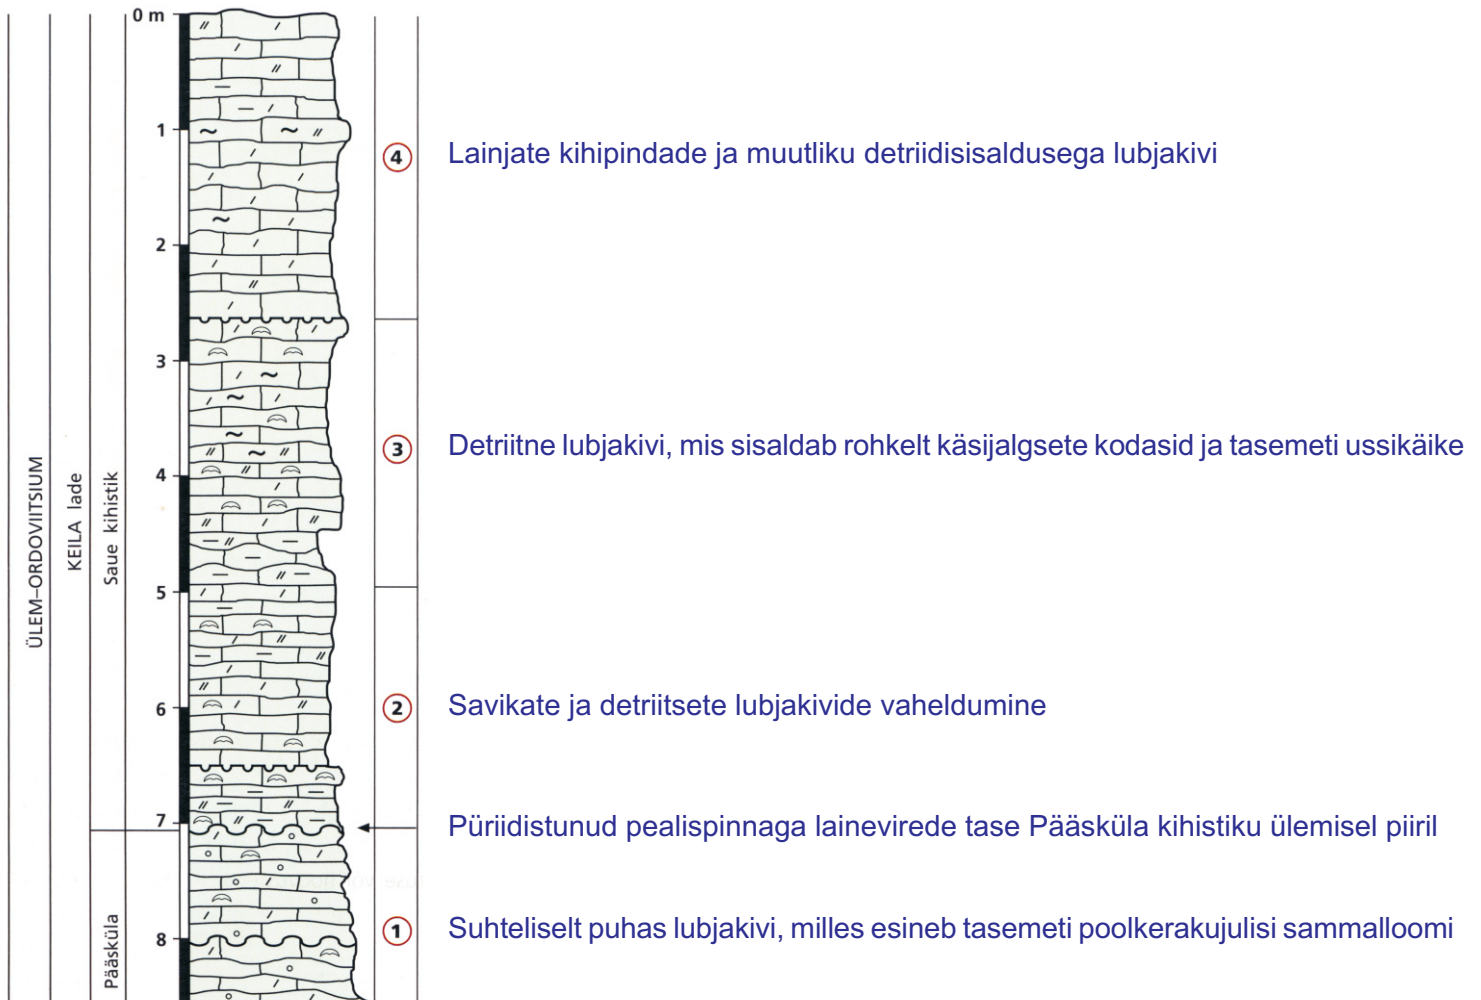 0 m
1
2
3
4
5
6
7
8
ÜLEM–ORDOVIITSIUM
KEILA lade
Saue kihistik
Pääsküla
4 Lainjate kihipindade ja muutliku detriidisisaldusega lubjakivi
3 Detriitne lubjakivi, mis sisaldab rohkelt käsijalgsete kodasid ja tasemeti ussikäike
2 Savikate ja detriitsete lubjakivide vaheldumine
Püriidistunud pealispinnaga lainevirede tase Pääsküla kihistiku ülemisel piiril
1 Suhteliselt puhas lubjakivi, milles esineb tasemeti poolkerakujulisi sammalloomi